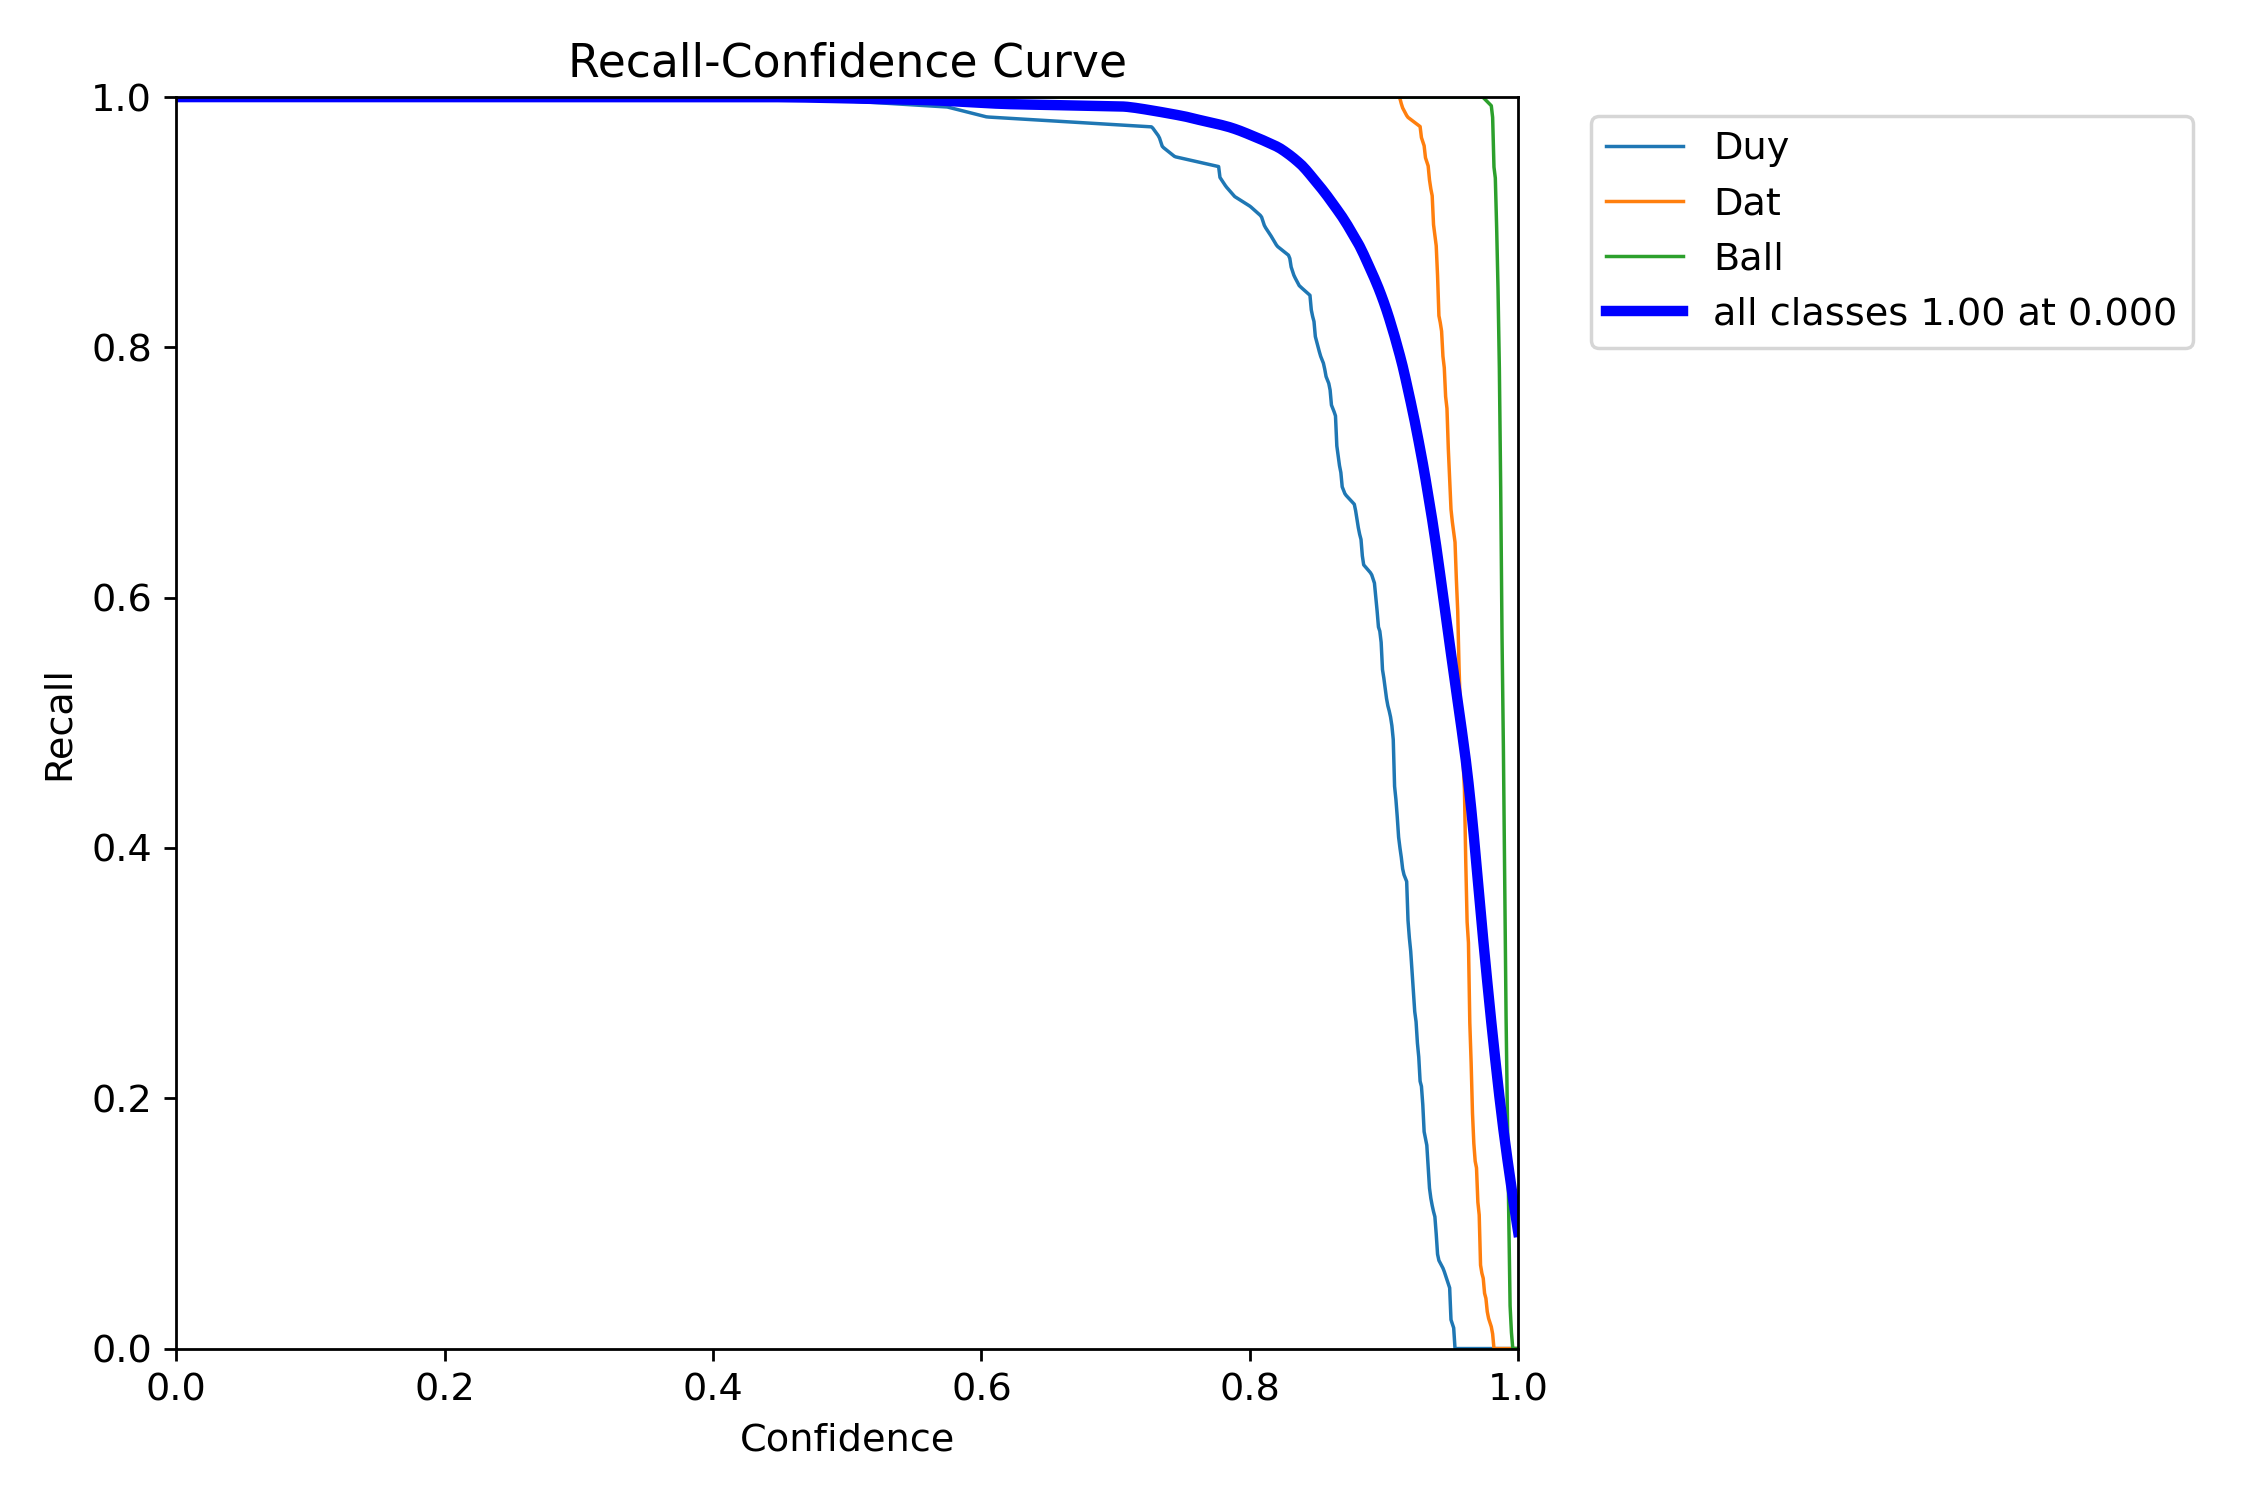 Recall-Confidence Curve
1.0
0.8
0.6
0.4
0.2
0.0
Recall
0.0 0.2 0.4 0.6 0.8 1.0
Confidence
Duy
Dat
Ball
all classes 1.00 at 0.000